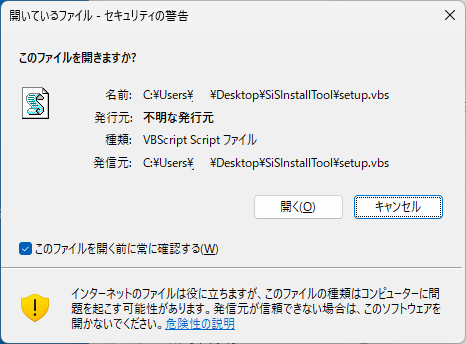 開いているファイル - セキュリティの警告
このファイルを開きますか?
名前: C:¥Users¥ ¥Desktop¥SiSInstallTool¥setup.vbs
発行元: 不明な発行元
種類: VBScript Script ファイル
発信元: C:¥Users¥ ¥Desktop¥SiSInstallTool¥setup.vbs
開く(O) キャンセル
このファイルを開く前に常に確認する(W)
インターネットのファイルは役に立ちますが、このファイルの種類はコンピューターに問
題を起こす可能性があります。発信元が信頼できない場合は、このソフトウェアを
開かないでください。危険性の説明